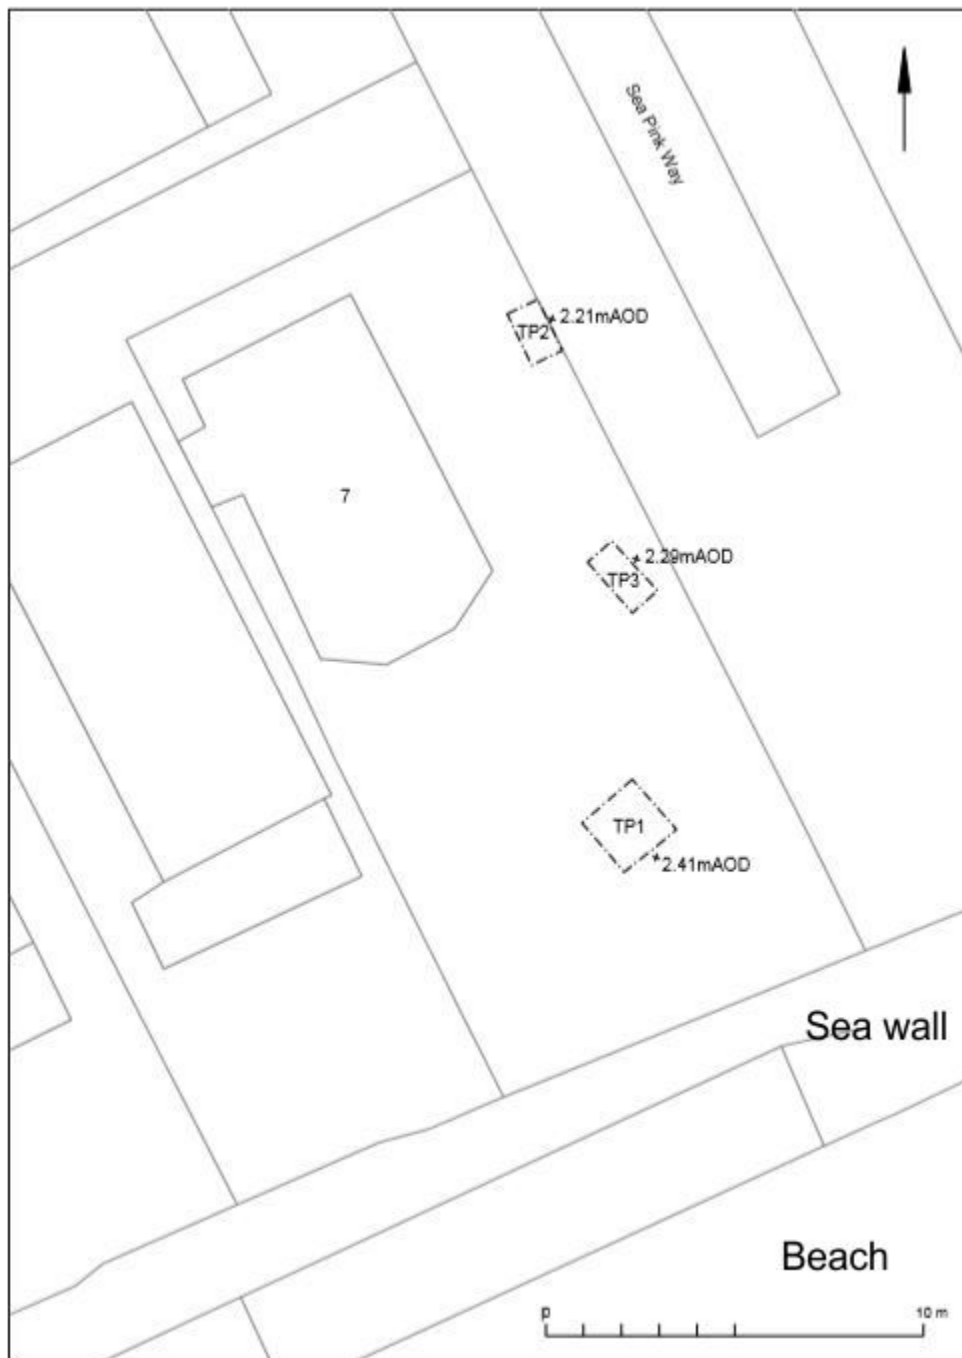 Sea Pink Way
2.21mAOD
TP2
7
2.29mAOD
TP3
TP1
2.41mAOD
Sea wall
Beach
0
10 m